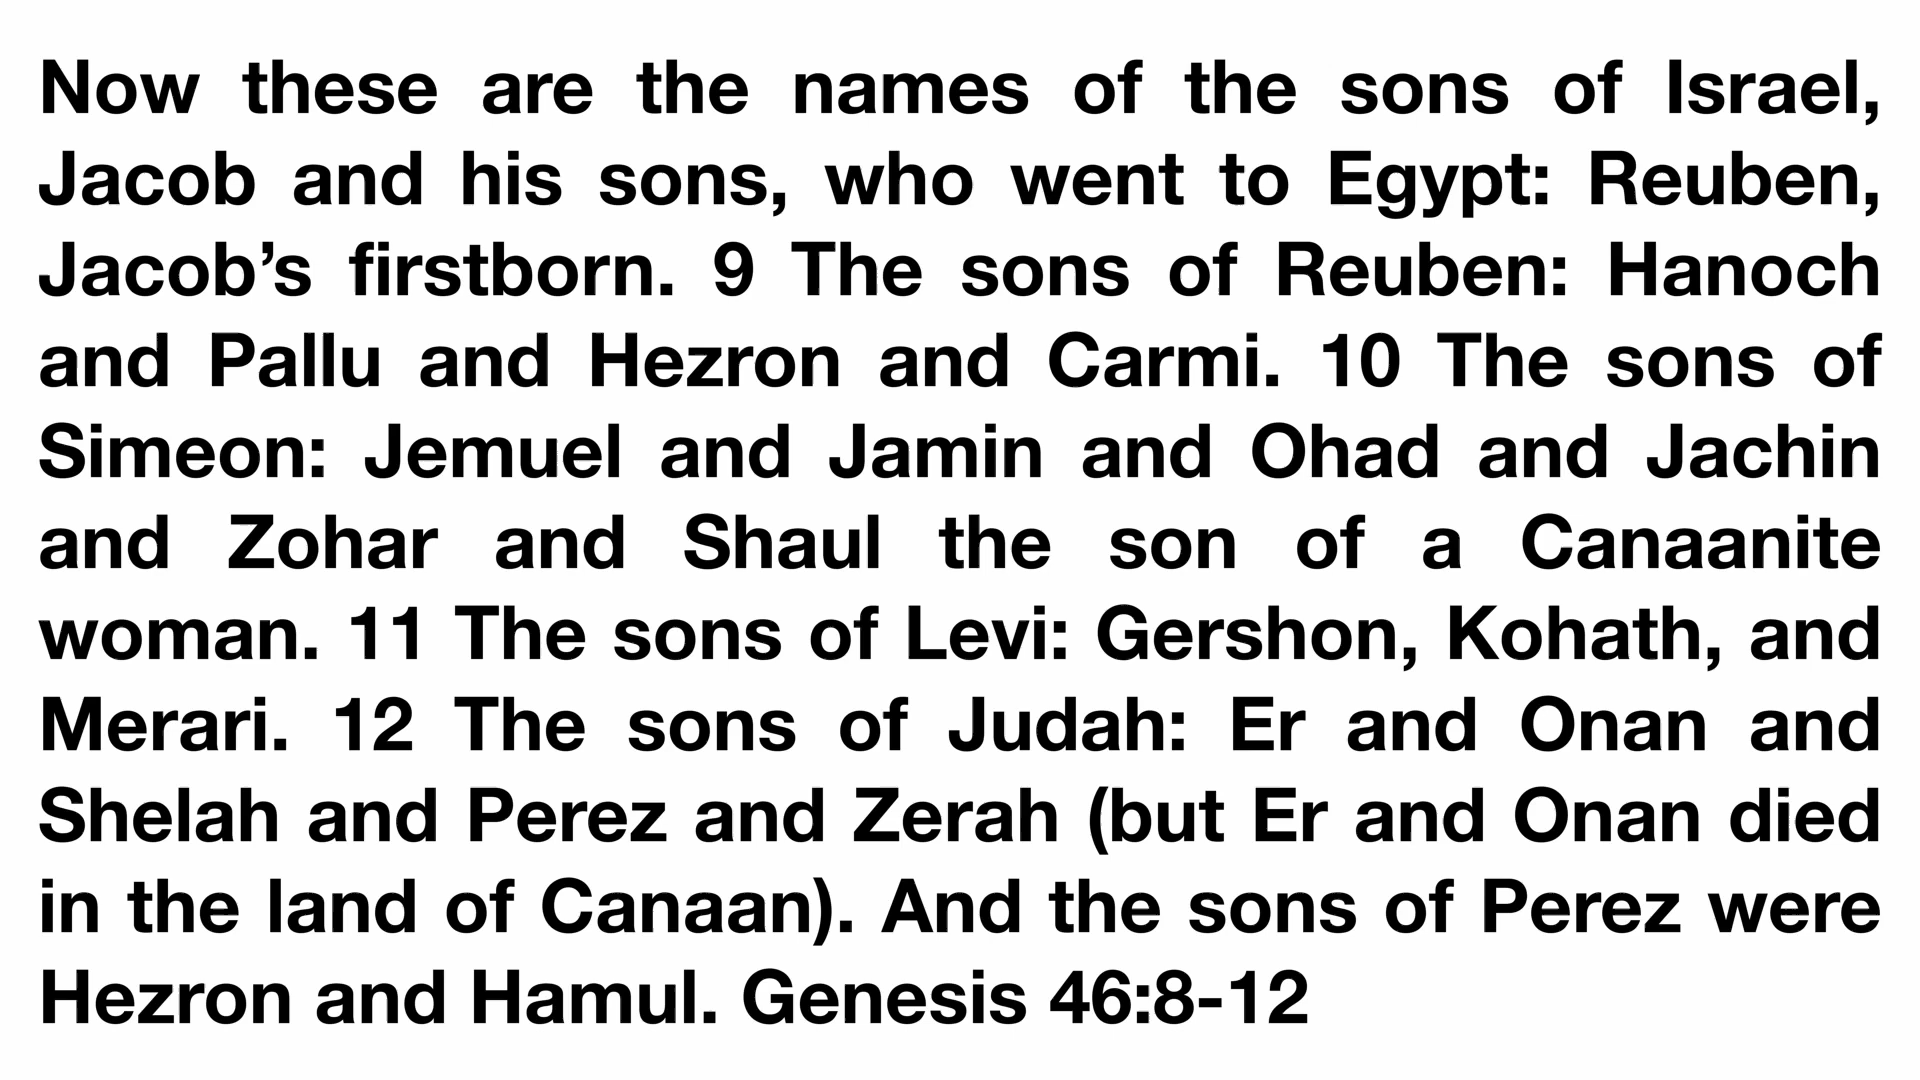 Now these are the names of the sons of Israel,
Jacob and his sons, who went to Egypt: Reuben,
Jacob’s firstborn. 9 The sons of Reuben: Hanoch
and Pallu and Hezron and Carmi. 10 The sons of
Simeon: Jemuel and Jamin and Ohad and Jachin
and Zohar and Shaul the son of a Canaanite
woman. 11 The sons of Levi: Gershon, Kohath, and
Merari. 12 The sons of Judah: Er and Onan and
Shelah and Perez and Zerah (but Er and Onan died
in the land of Canaan). And the sons of Perez were
Hezron and Hamul. Genesis 46:8-12